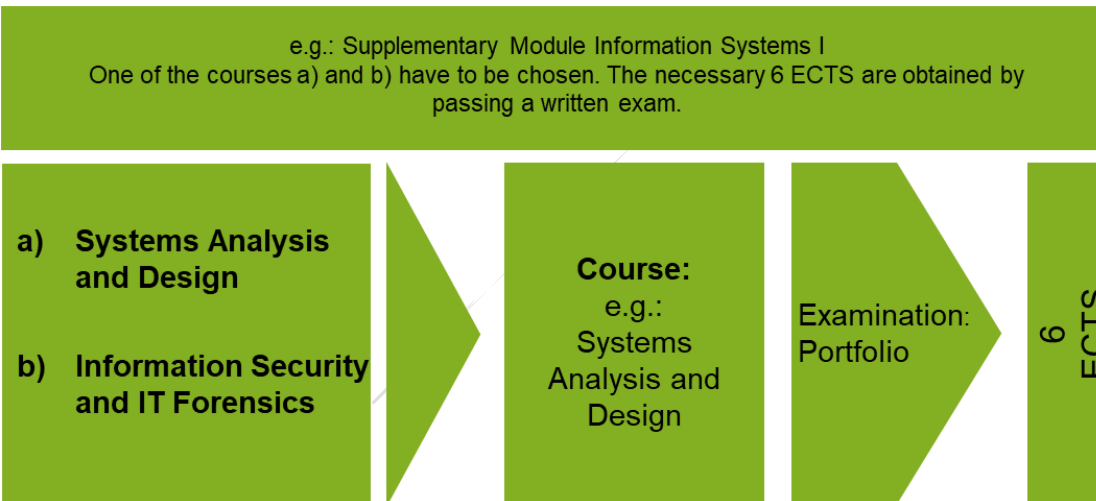 e.g.: Supplementary Module Information Systems I
One of the courses a) and b) have to be chosen. The necessary 6 ECTS are obtained by
passing a written exam.
a) Systems Analysis
and Design
b) Information Security
and IT Forensics
Course:
e.g.:
Systems
Analysis and
Design
Examination:
Portfolio
6
ECTS